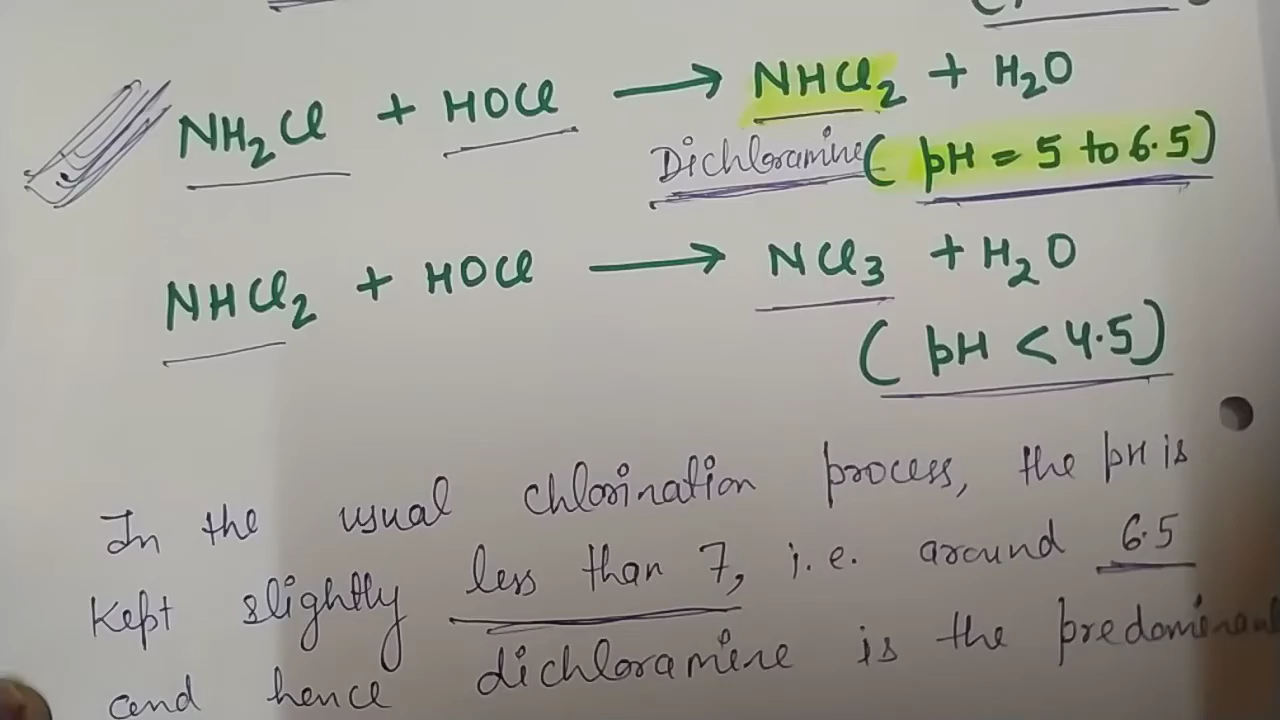 NH2Cl + HOCl → NHCl2 + H2O
Dichloramine (pH = 5 to 6.5)
NHCl2 + HOCl → NCl3 + H2O
(pH < 4.5)
In the usual chlorination process, the pH is
kept slightly less than 7, i.e. around 6.5
and hence dichloramine is the predominant